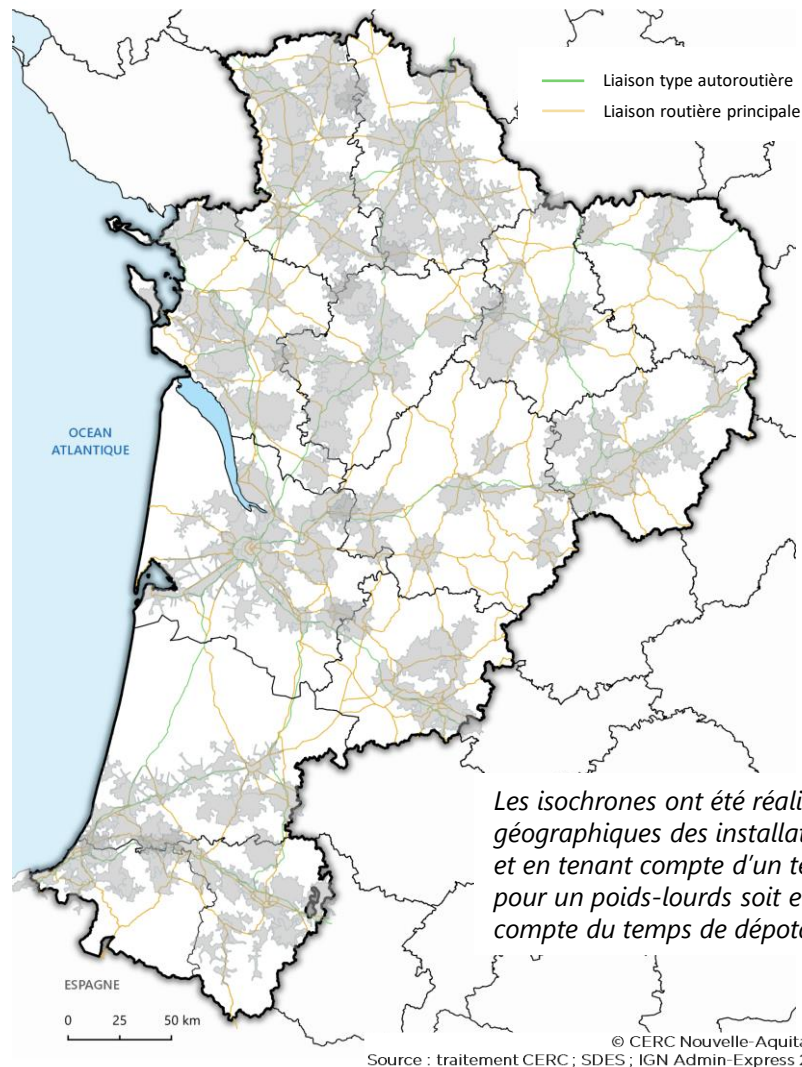 Liaison type autoroutière
Liaison routière principale
OCEAN
ATLANTIQUE
Les isochrones ont été réali
géographiques des installat
et en tenant compte d'un te
pour un poids-lourds soit e
compte du temps de dépota
ESPAGNE
0 25 50 km
© CERC Nouvelle-Aquita
Source : traitement CERC ; SDES ; IGN Admin-Express 2